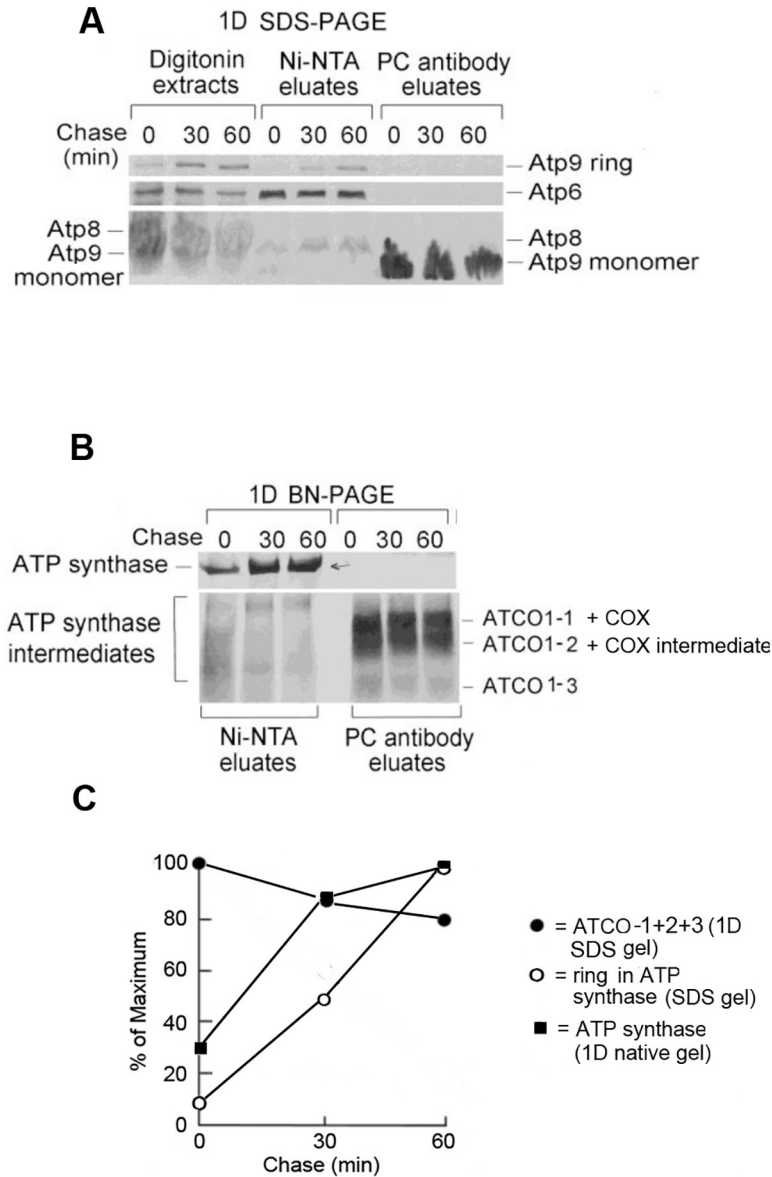 A
1D SDS-PAGE
Digitonin extracts
Ni-NTA eluates
PC antibody eluates
Chase (min)
0 30 60 0 30 60 0 30 60
Atp9 ring
Atp6
Atp8
Atp9 monomer
Atp8
Atp9 monomer
B
1D BN-PAGE
Chase 0 30 60 0 30 60
ATP synthase
ATP synthase intermediates
ATCO1-1 + COX
ATCO1-2 + COX intermediate
ATCO1-3
Ni-NTA eluates
PC antibody eluates
C
% of Maximum
100
80
60
40
20
0
0 30 60
Chase (min)
= ATCO-1+2+3 (1D SDS gel)
= ring in ATP synthase (SDS gel)
= ATP synthase (1D native gel)